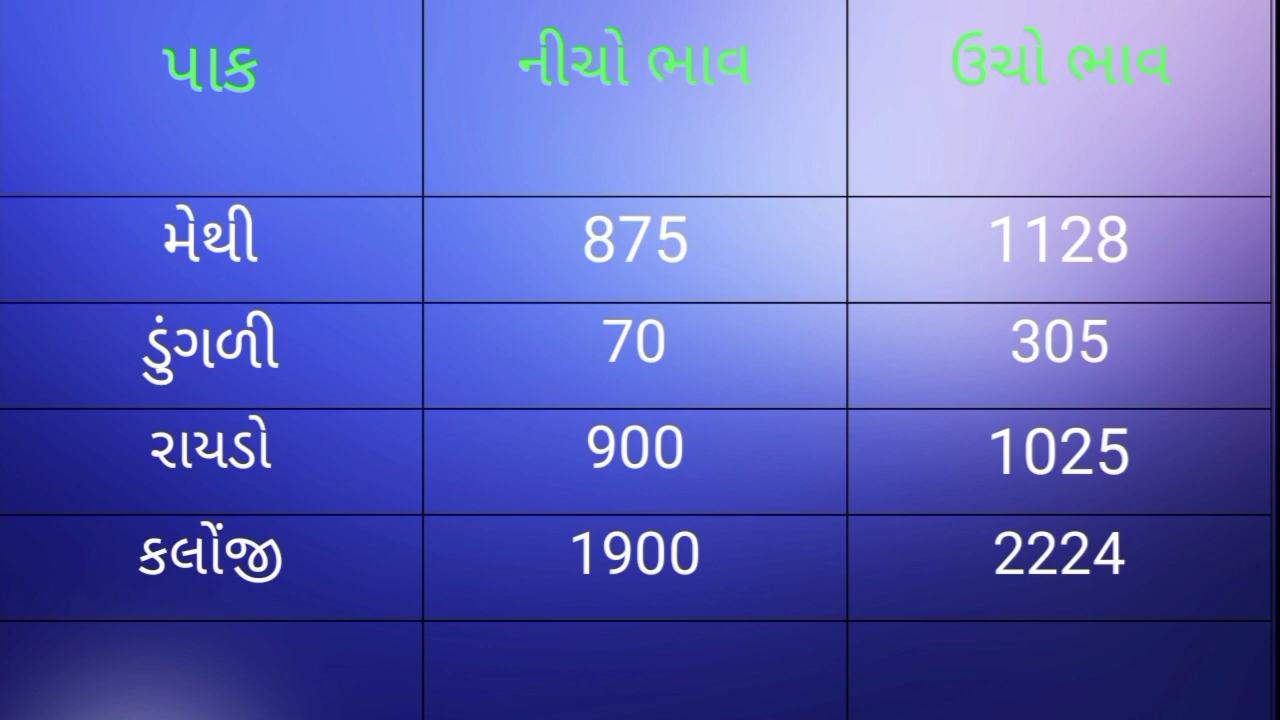 પાક નીચો ભાવ ઉચો ભાવ
મેથી 875 1128
ડુંગળી 70 305
રાયડો 900 1025
કલોંજી 1900 2224